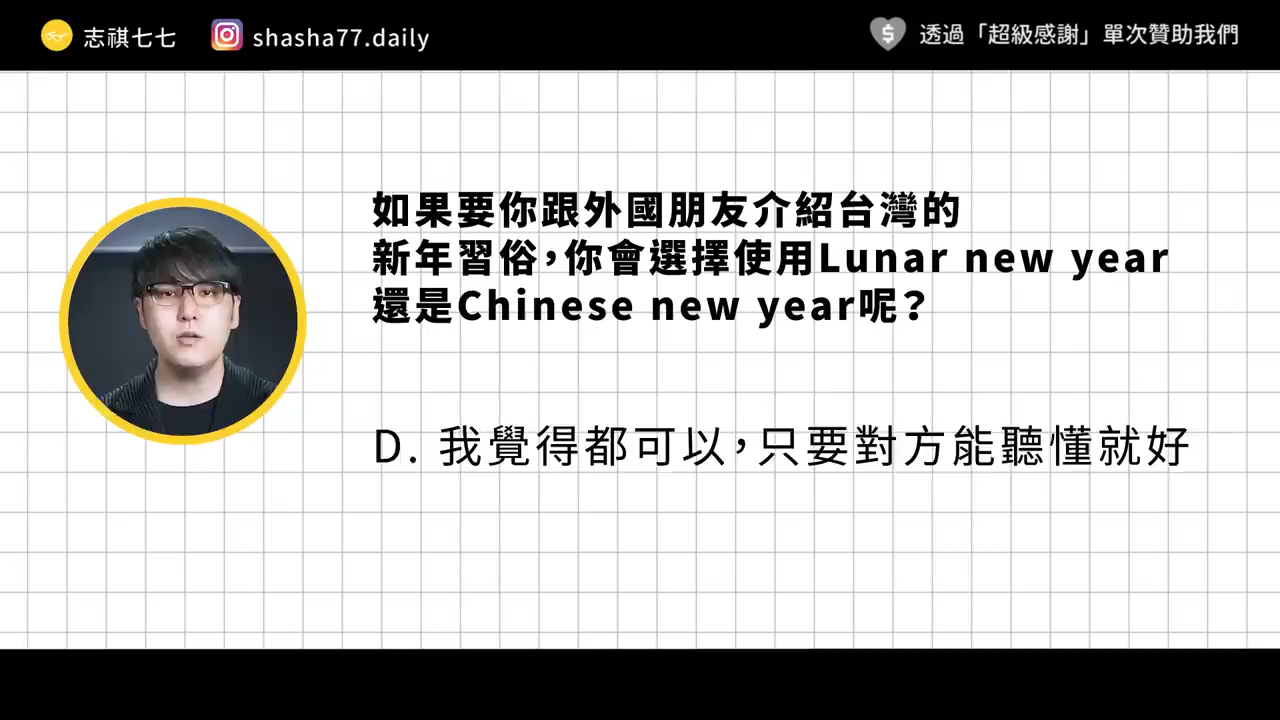 志祺七七 shasha77.daily 透過「超級感謝」單次贊助我們
如果要你跟外國朋友介紹台灣的
新年習俗，你會選擇使用Lunar new year
還是Chinese new year呢？
D. 我覺得都可以，只要對方能聽懂就好